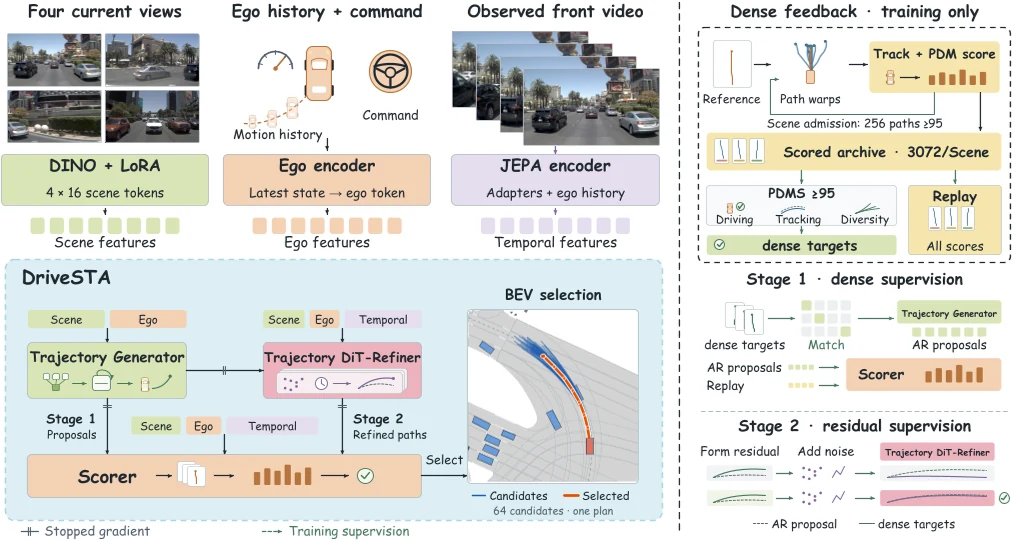 Four current views
Ego history + command
Observed front video
Motion history
Command
DINO + LoRA
4 × 16 scene tokens
Ego encoder
Latest state → ego token
JEPA encoder
Adapters + ego history
Scene features
Ego features
Temporal features
DriveSTA
Scene
Ego
Trajectory Generator
Scene
Ego
Temporal
Trajectory DiT-Refiner
Stage 1
Proposals
Scene
Ego
Temporal
Stage 2
Refined paths
Scorer
Select
BEV selection
Candidates
Selected
64 candidates · one plan
Stopped gradient
Training supervision
Dense feedback · training only
Reference
Path warps
Track + PDM score
Scene admission: 256 paths ≥95
Scored archive · 3072/Scene
PDMS ≥95
Driving
Tracking
Diversity
dense targets
Replay
All scores
Stage 1 · dense supervision
dense targets
Match
Trajectory Generator
AR proposals
AR proposals
Replay
Scorer
Stage 2 · residual supervision
Form residual
Add noise
Trajectory DiT-Refiner
AR proposal
dense targets